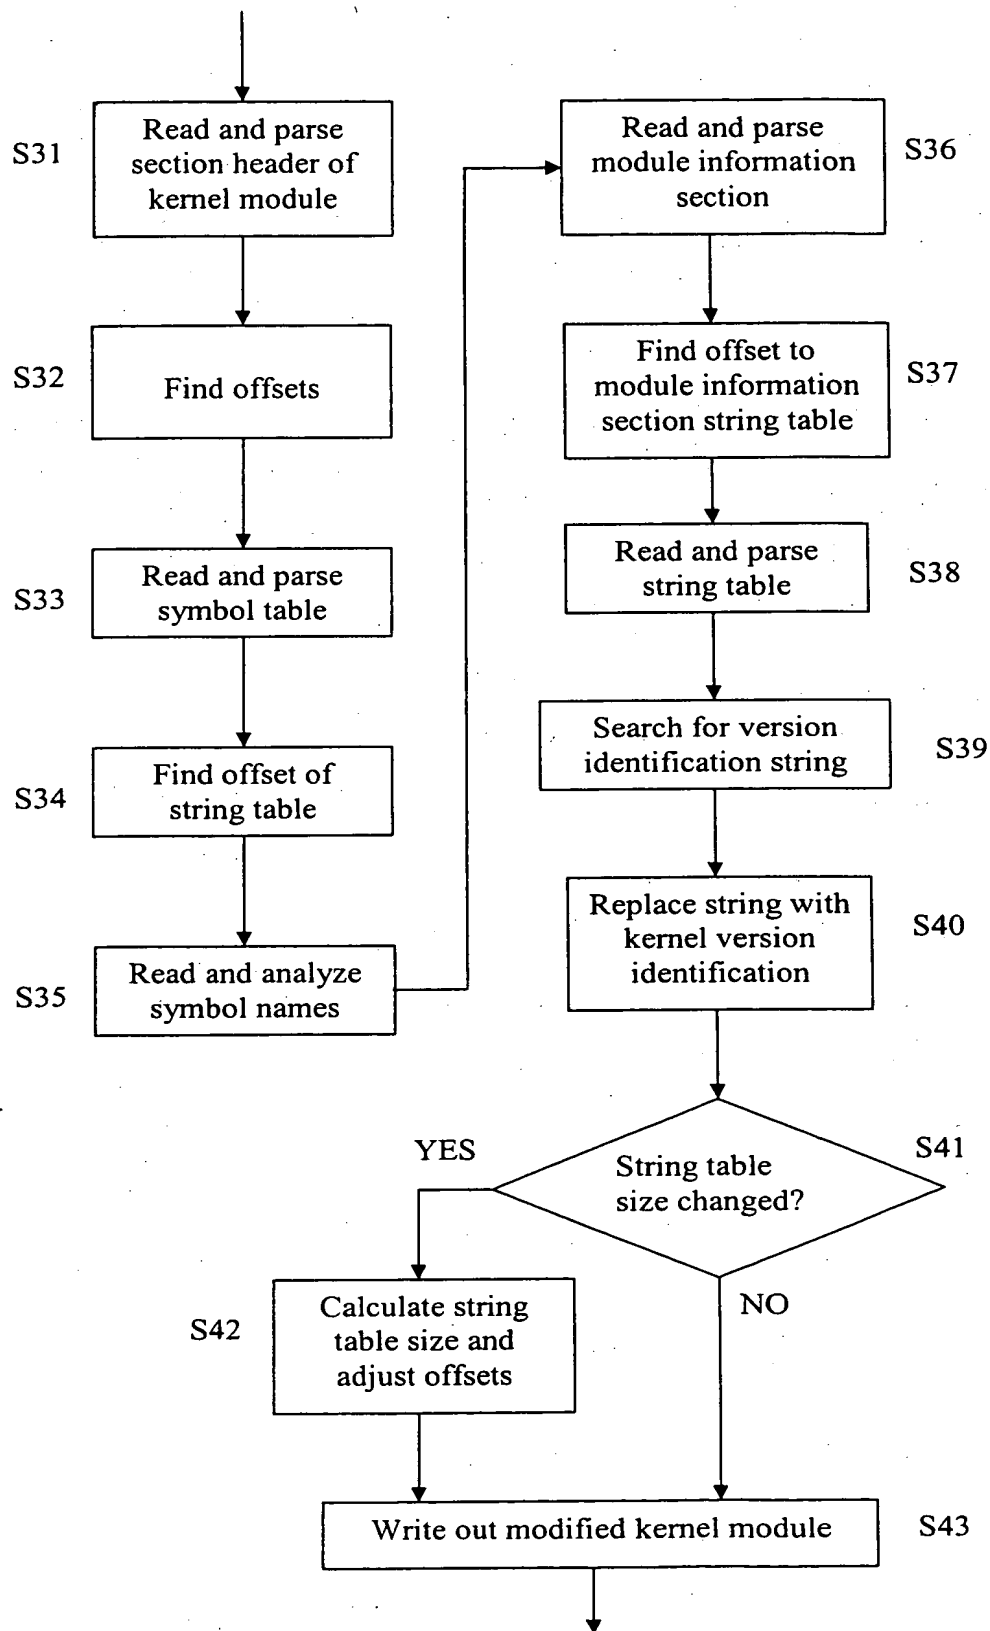 S31
Read and parse
section header of
kernel module
S32
Find offsets
S33
Read and parse
symbol table
S34
Find offset of
string table
S35
Read and analyze
symbol names
Read and parse
module information
section
S36
Find offset to
module information
section string table
S37
Read and parse
string table
S38
Search for version
identification string
S39
Replace string with
kernel version
identification
S40
String table
size changed?
S41
YES
NO
S42
Calculate string
table size and
adjust offsets
Write out modified kernel module
S43